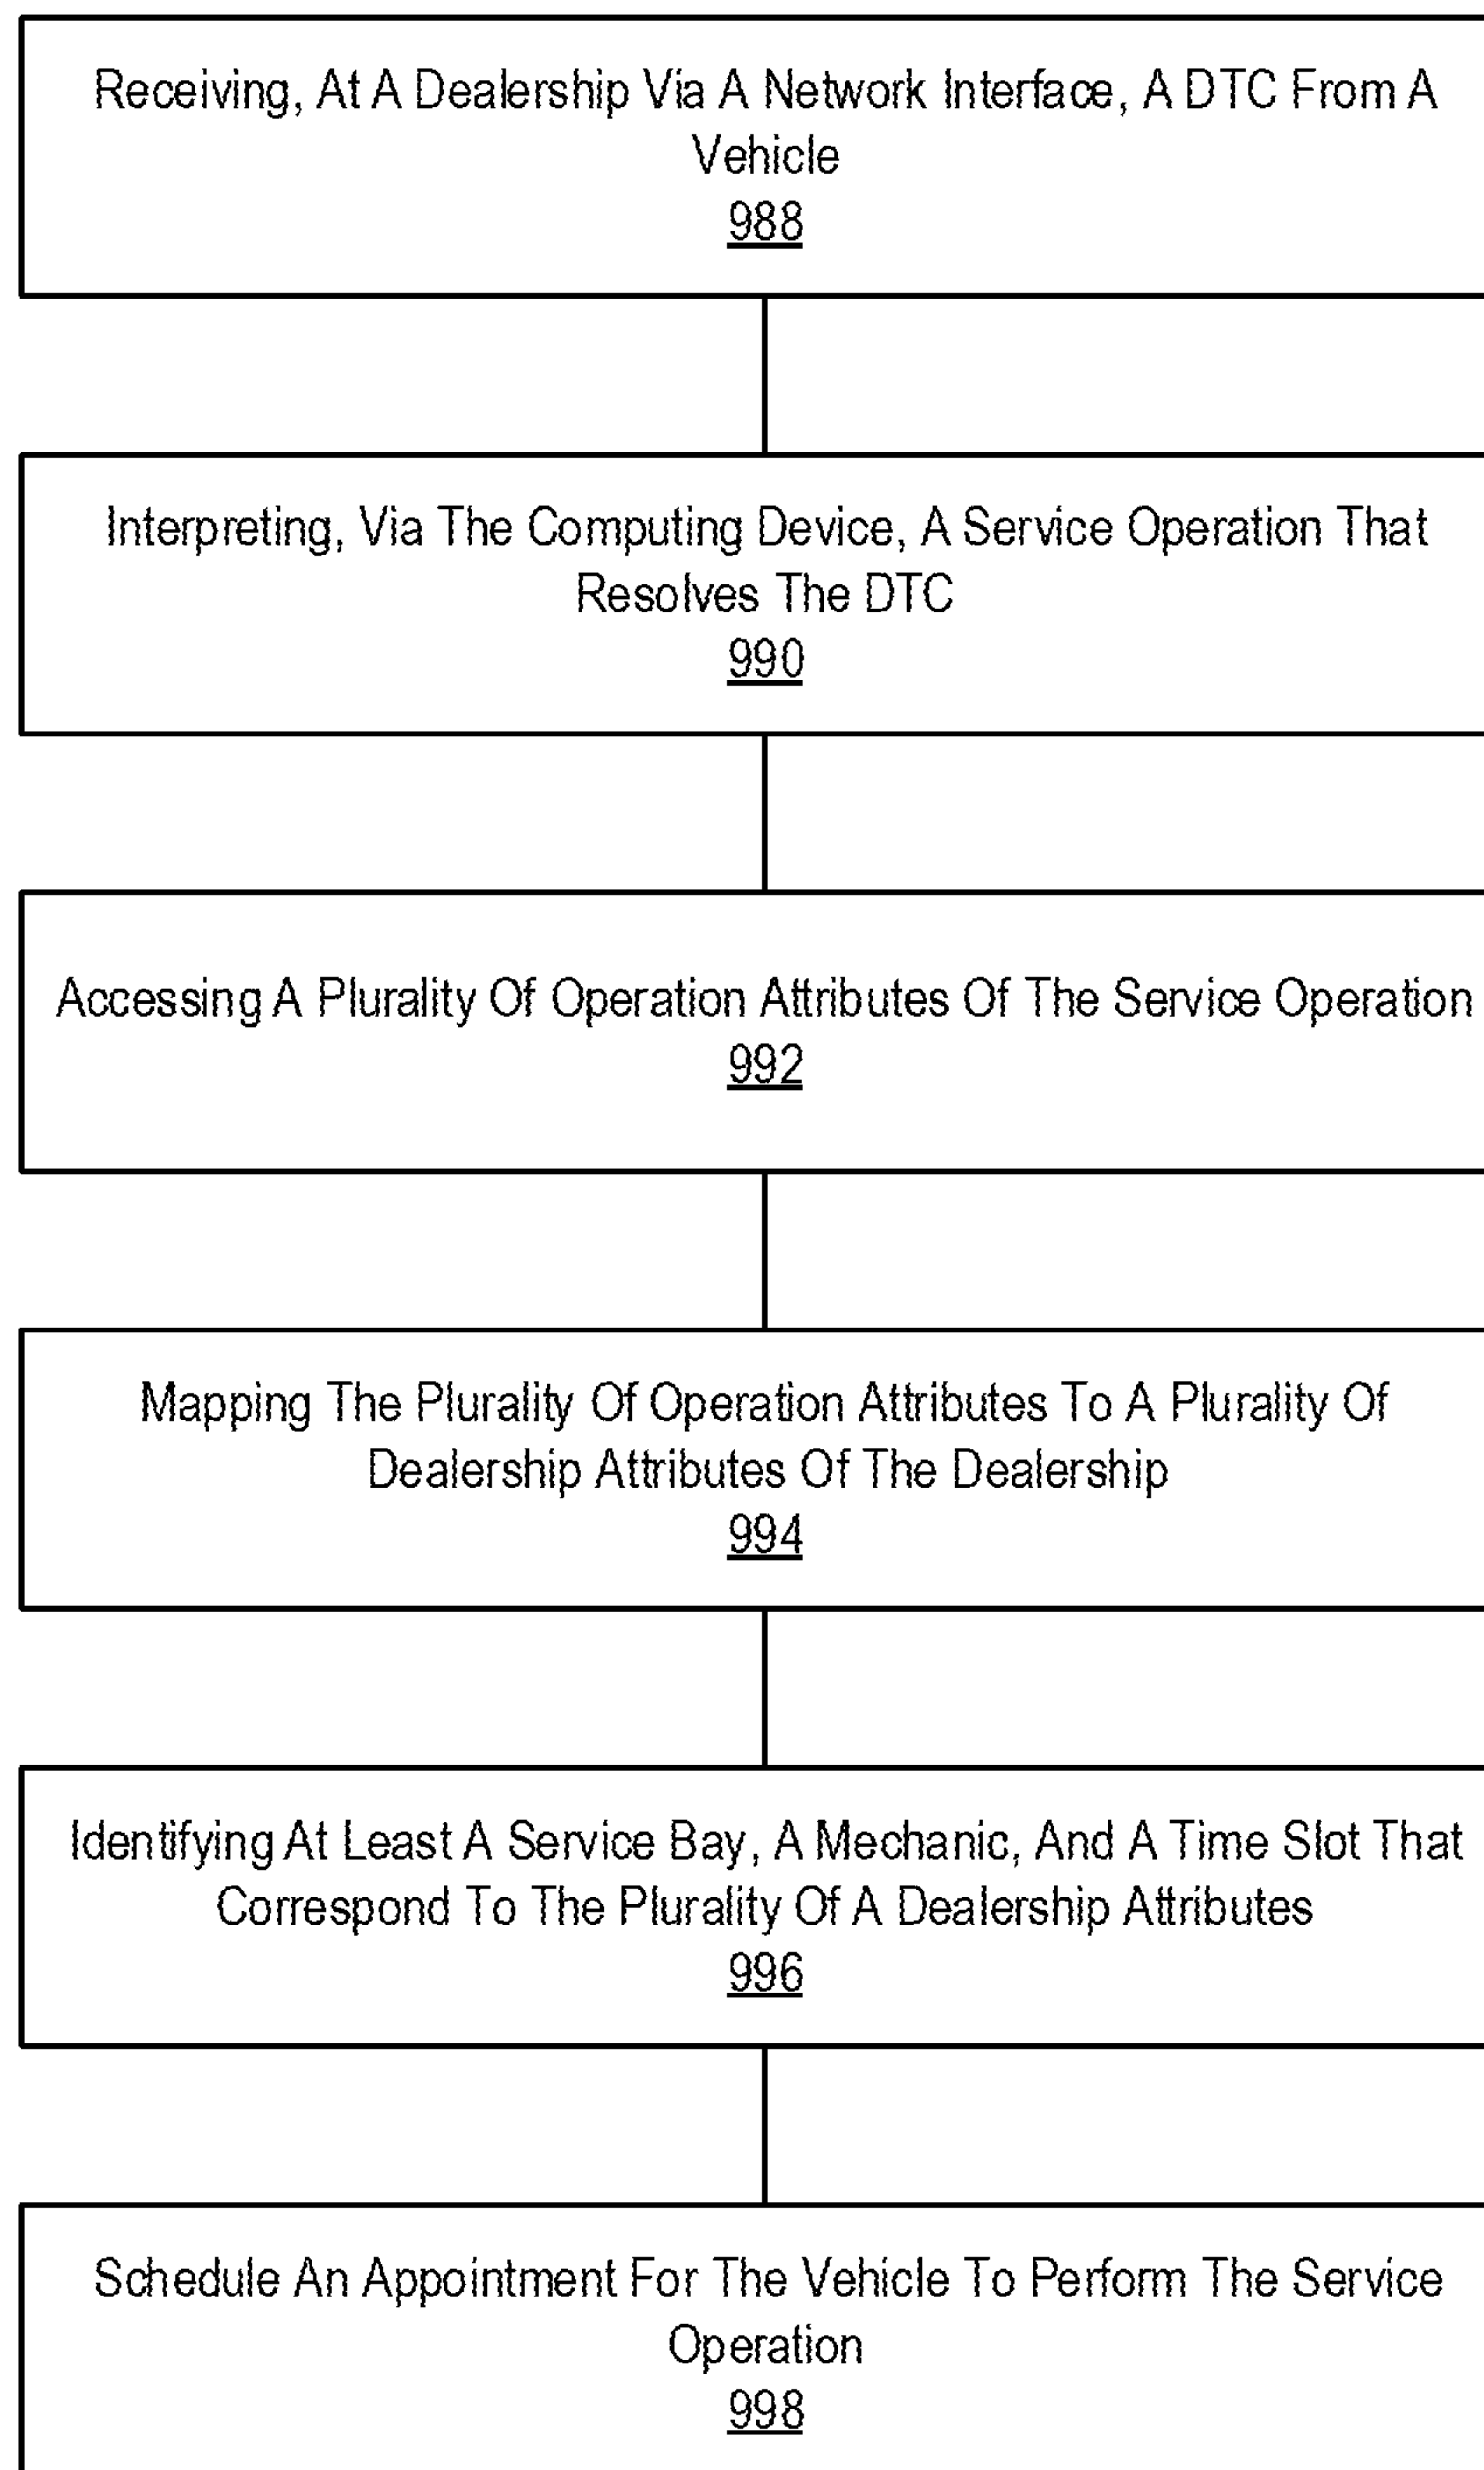 Receiving, At A Dealership Via A Network Interface, A DTC From A
Vehicle
988
Interpreting, Via The Computing Device, A Service Operation That
Resolves The DTC
990
Accessing A Plurality Of Operation Attributes Of The Service Operation
992
Mapping The Plurality Of Operation Attributes To A Plurality Of
Dealership Attributes Of The Dealership
994
Identifying At Least A Service Bay, A Mechanic, And A Time Slot That
Correspond To The Plurality Of A Dealership Attributes
996
Schedule An Appointment For The Vehicle To Perform The Service
Operation
998